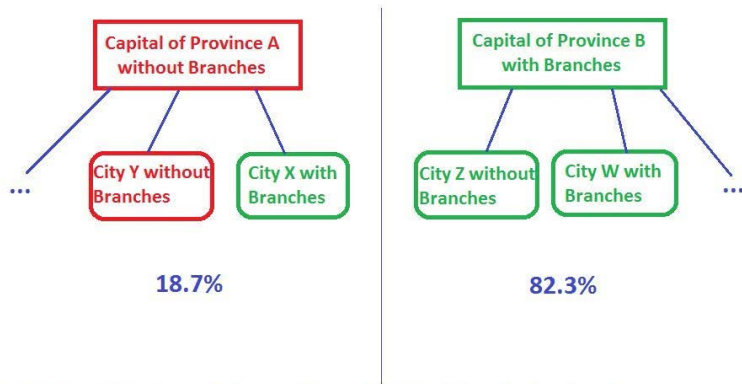 Capital of Province A
without Branches
Capital of Province B
with Branches
...
City Y without
Branches
City X with
Branches
City Z without
Branches
City W with
Branches
...
18.7%
82.3%